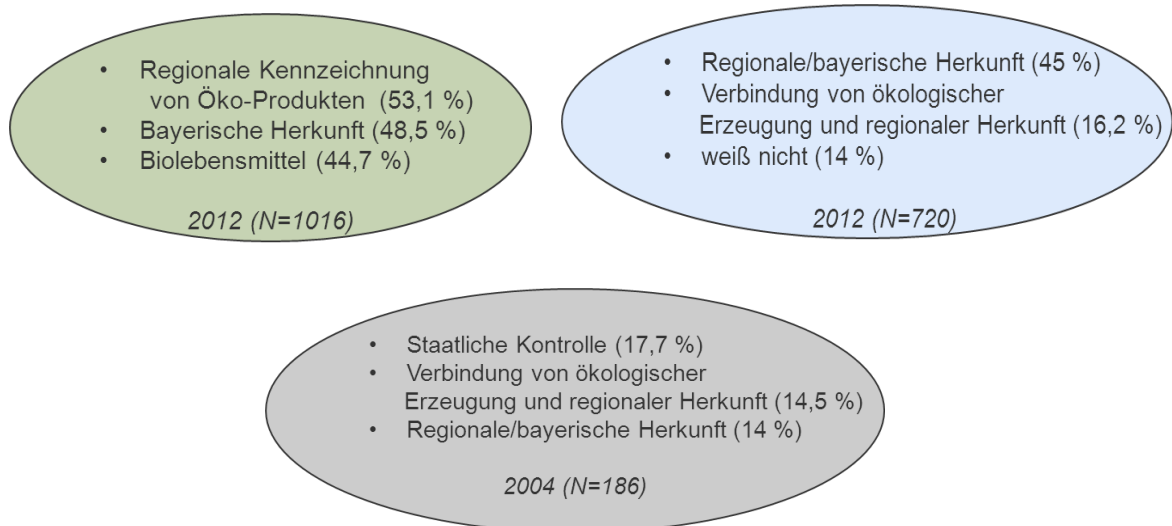 • Regionale Kennzeichnung
von Öko-Produkten (53,1 %)
• Bayerische Herkunft (48,5 %)
• Biolebensmittel (44,7 %)
2012 (N=1016)
• Regionale/bayerische Herkunft (45 %)
• Verbindung von ökologischer
Erzeugung und regionaler Herkunft (16,2 %)
• weiß nicht (14 %)
2012 (N=720)
• Staatliche Kontrolle (17,7 %)
• Verbindung von ökologischer
Erzeugung und regionaler Herkunft (14,5 %)
• Regionale/bayerische Herkunft (14 %)
2004 (N=186)